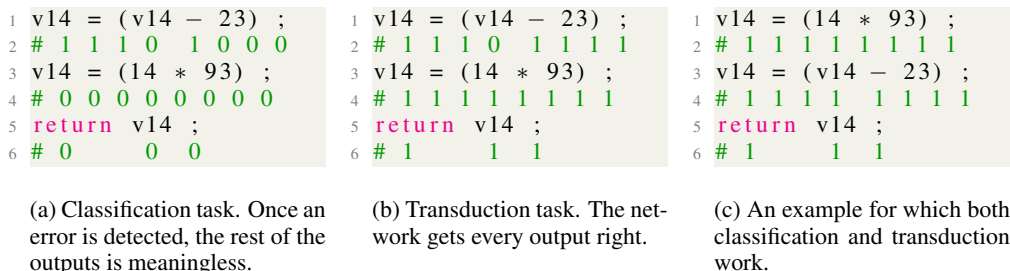 1 v14 = (v14 − 23) ;
2 # 1 1 1 0 1 0 0 0
3 v14 = (14 * 93) ;
4 # 0 0 0 0 0 0 0 0
5 return v14 ;
6 # 0 0 0
(a) Classification task. Once an
error is detected, the rest of the
outputs is meaningless.
1 v14 = (v14 − 23) ;
2 # 1 1 1 0 1 1 1 1
3 v14 = (14 * 93) ;
4 # 1 1 1 1 1 1 1 1
5 return v14 ;
6 # 1 1 1
(b) Transduction task. The net-
work gets every output right.
1 v14 = (14 * 93) ;
2 # 1 1 1 1 1 1 1 1
3 v14 = (v14 − 23) ;
4 # 1 1 1 1 1 1 1 1
5 return v14 ;
6 # 1 1 1
(c) An example for which both
classification and transduction
work.